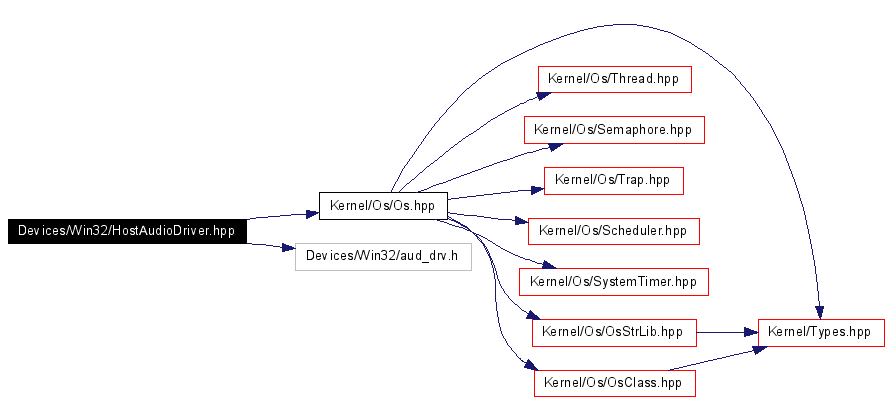 Kernel/Os/Thread.hpp
Kernel/Os/Semaphore.hpp
Kernel/Os/Trap.hpp
Kernel/Os/Os.hpp
Devices/Win32/HostAudioDriver.hpp
Kernel/Os/Scheduler.hpp
Devices/Win32/aud_drv.h
Kernel/Os/SystemTimer.hpp
Kernel/Os/OsStrLib.hpp
Kernel/Types.hpp
Kernel/Os/OsClass.hpp